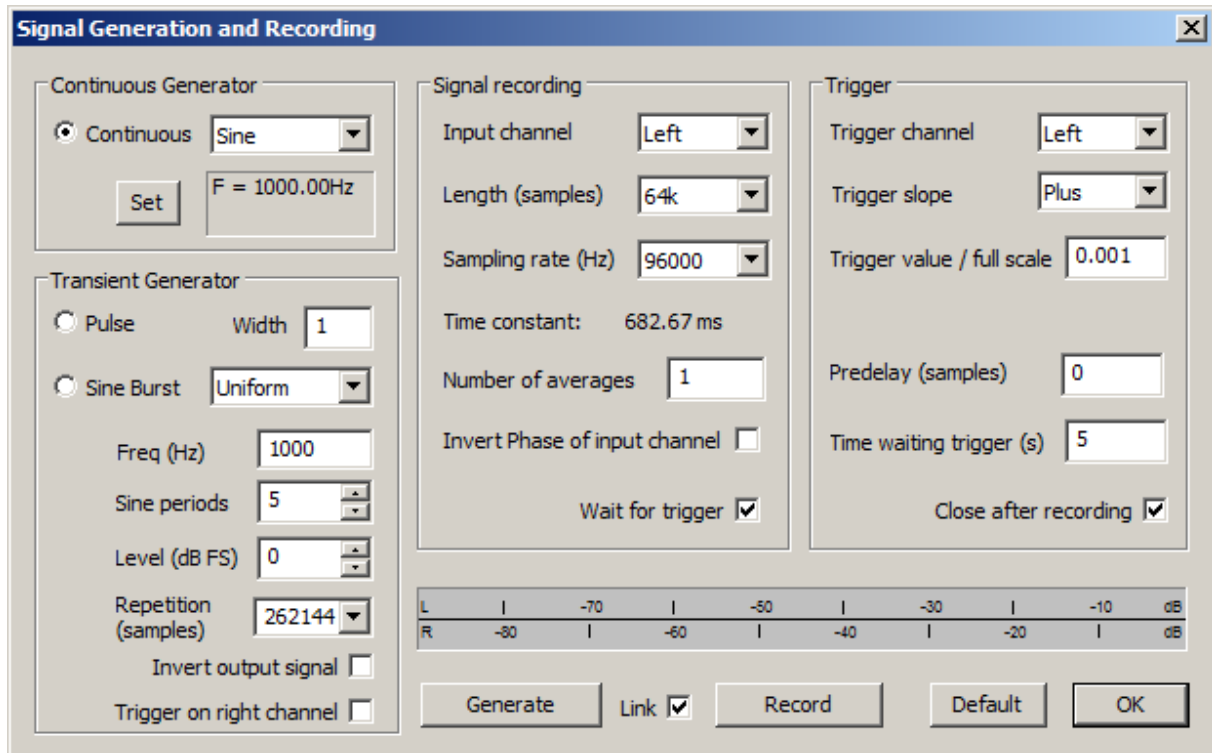 Signal Generation and Recording
Continuous Generator
Continuous Sine
Set F = 1000.00Hz
Transient Generator
Pulse Width 1
Sine Burst Uniform
Freq (Hz) 1000
Sine periods 5
Level (dB FS) 0
Repetition
(samples) 262144
Invert output signal
Trigger on right channel
Signal recording
Input channel Left
Length (samples) 64k
Sampling rate (Hz) 96000
Time constant: 682.67 ms
Number of averages 1
Invert Phase of input channel
Wait for trigger
Trigger
Trigger channel Left
Trigger slope Plus
Trigger value / full scale 0.001
Predelay (samples) 0
Time waiting trigger (s) 5
Close after recording
L -70 -50 -30 -10 dB
R -80 -60 -40 -20 dB
Generate Link Record Default OK